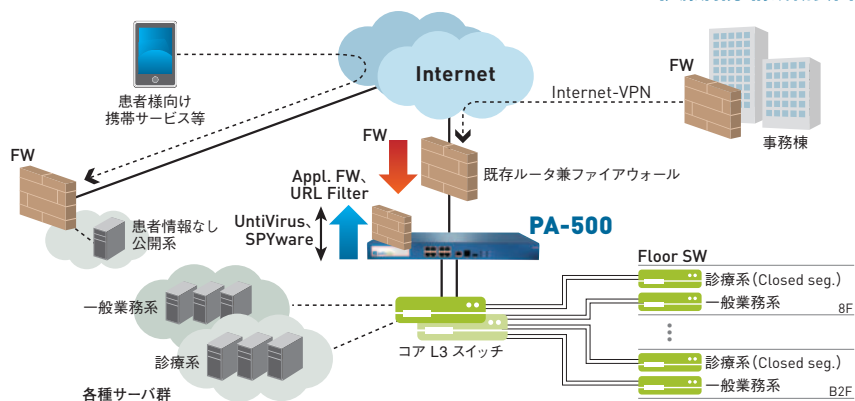 Internet
患者様向け
携帯サービス等
FW
Internet-VPN
事務棟
FW
FW
既存ルータ兼ファイアウォール
Appl. FW、
URL Filter
UntiVirus、
SPYware
患者情報なし
公開系
PA-500
Floor SW
診療系(Closed seg.)
一般業務系
8F
一般業務系
診療系
各種サーバ群
コア L3 スイッチ
診療系(Closed seg.)
一般業務系
B2F